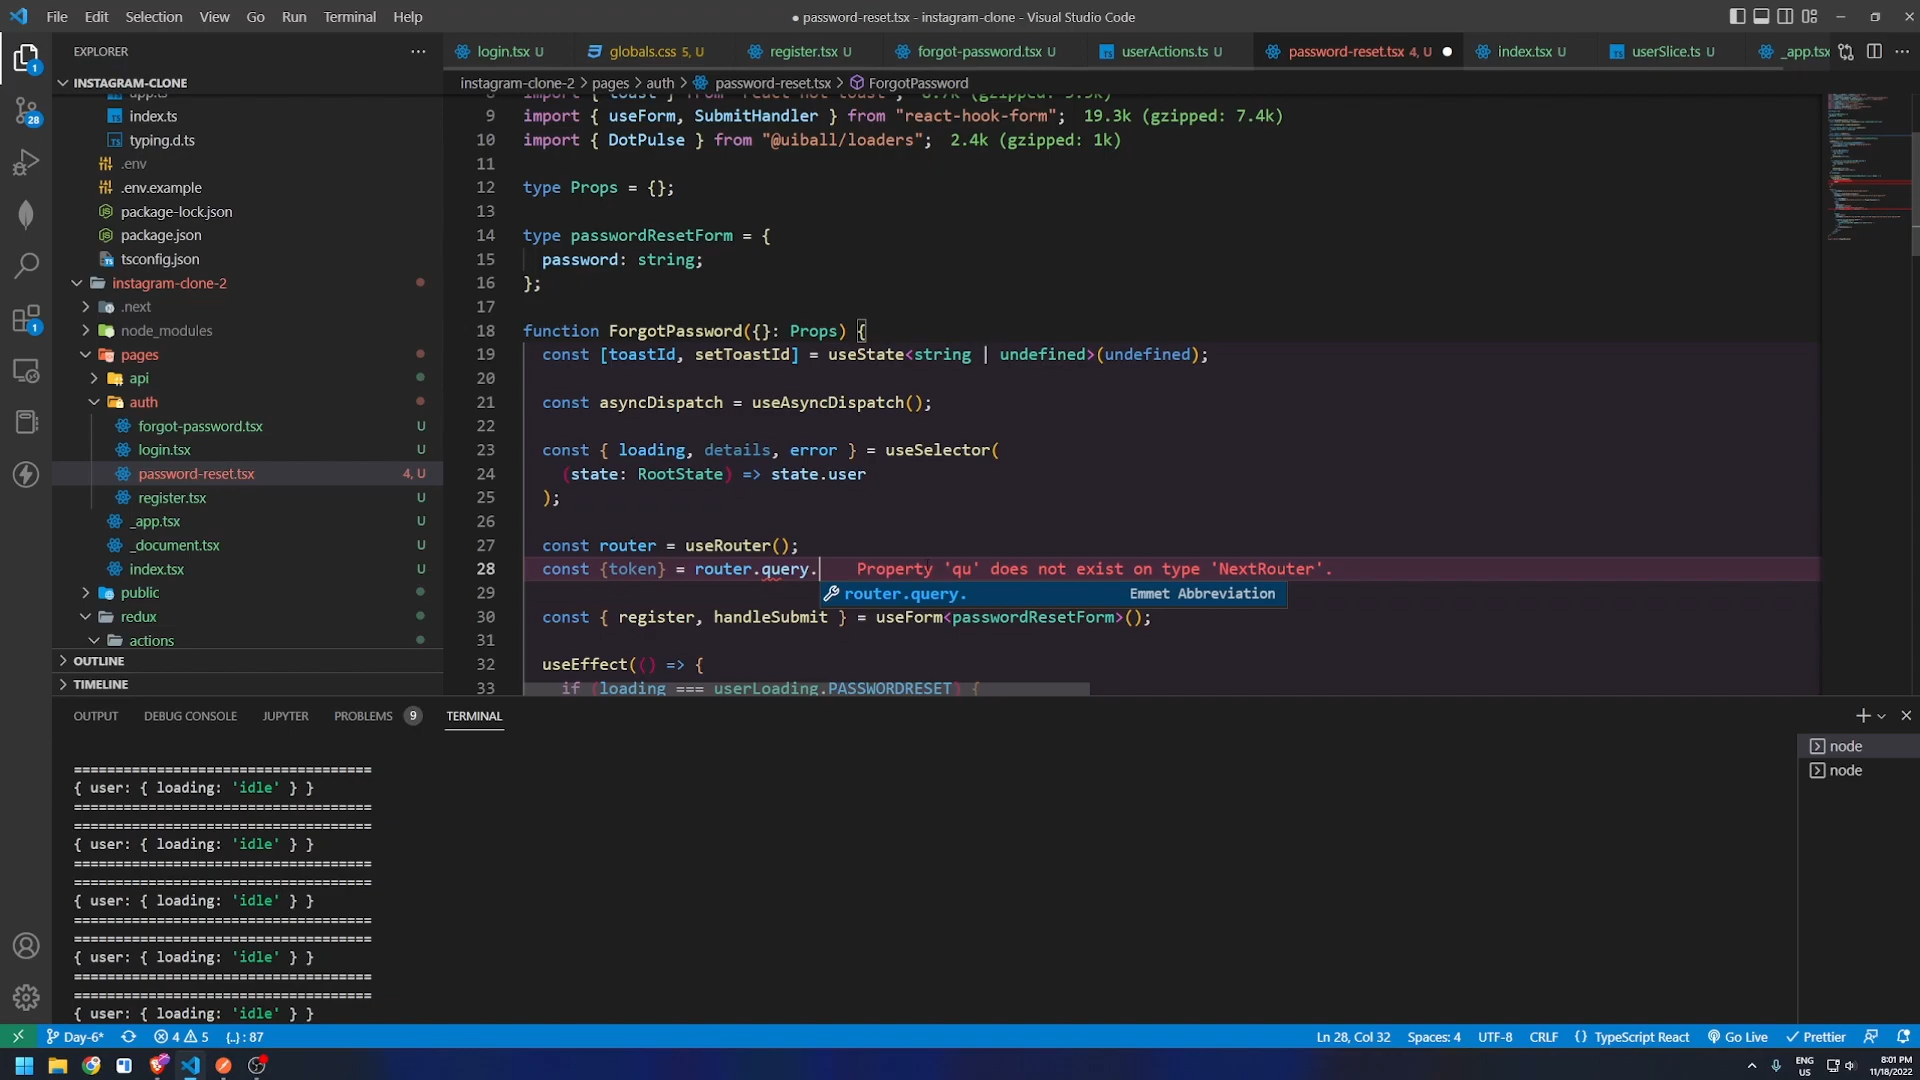 File Edit Selection View Go Run Terminal Help
● password-reset.tsx - instagram-clone - Visual Studio Code
EXPLORER
login.tsx U globals.css 5, U register.tsx U forgot-password.tsx U userActions.ts U password-reset.tsx 4, U index.tsx U userSlice.ts U _app.tsx
INSTAGRAM-CLONE
instagram-clone-2 > pages > auth > password-reset.tsx > ForgotPassword
app.ts
index.ts
typing.d.ts
.env
.env.example
package-lock.json
package.json
tsconfig.json
instagram-clone-2
.next
node_modules
pages
api
auth
forgot-password.tsx U
login.tsx U
password-reset.tsx 4, U
register.tsx U
_app.tsx U
_document.tsx U
index.tsx U
public
redux
actions
OUTLINE
TIMELINE
8 import { toast } from "react-hot-toast";
9 import { useForm, SubmitHandler } from "react-hook-form"; 19.3k (gzipped: 7.4k)
10 import { DotPulse } from "@uiball/loaders"; 2.4k (gzipped: 1k)
11
12 type Props = {};
13
14 type passwordResetForm = {
15 password: string;
16 };
17
18 function ForgotPassword({}: Props) {
19 const [toastId, setToastId] = useState<string | undefined>(undefined);
20
21 const asyncDispatch = useAsyncDispatch();
22
23 const { loading, details, error } = useSelector(
24 (state: RootState) => state.user
25 );
26
27 const router = useRouter();
28 const {token} = router.query. Property 'qu' does not exist on type 'NextRouter'.
router.query. Emmet Abbreviation
29
30 const { register, handleSubmit } = useForm<passwordResetForm>();
31
32 useEffect(() => {
33 if (loading === userLoading.PASSWORDRESET) {
OUTPUT DEBUG CONSOLE JUPYTER PROBLEMS 9 TERMINAL
====================================
{ user: { loading: 'idle' } }
====================================
====================================
{ user: { loading: 'idle' } }
====================================
====================================
{ user: { loading: 'idle' } }
====================================
====================================
{ user: { loading: 'idle' } }
====================================
====================================
{ user: { loading: 'idle' } }
node
node
1
28
1
Day-6* 4 5 {..} : 87 Ln 28, Col 32 Spaces: 4 UTF-8 CRLF {} TypeScript React Go Live Prettier
ENG
US
8:01 PM
11/18/2022